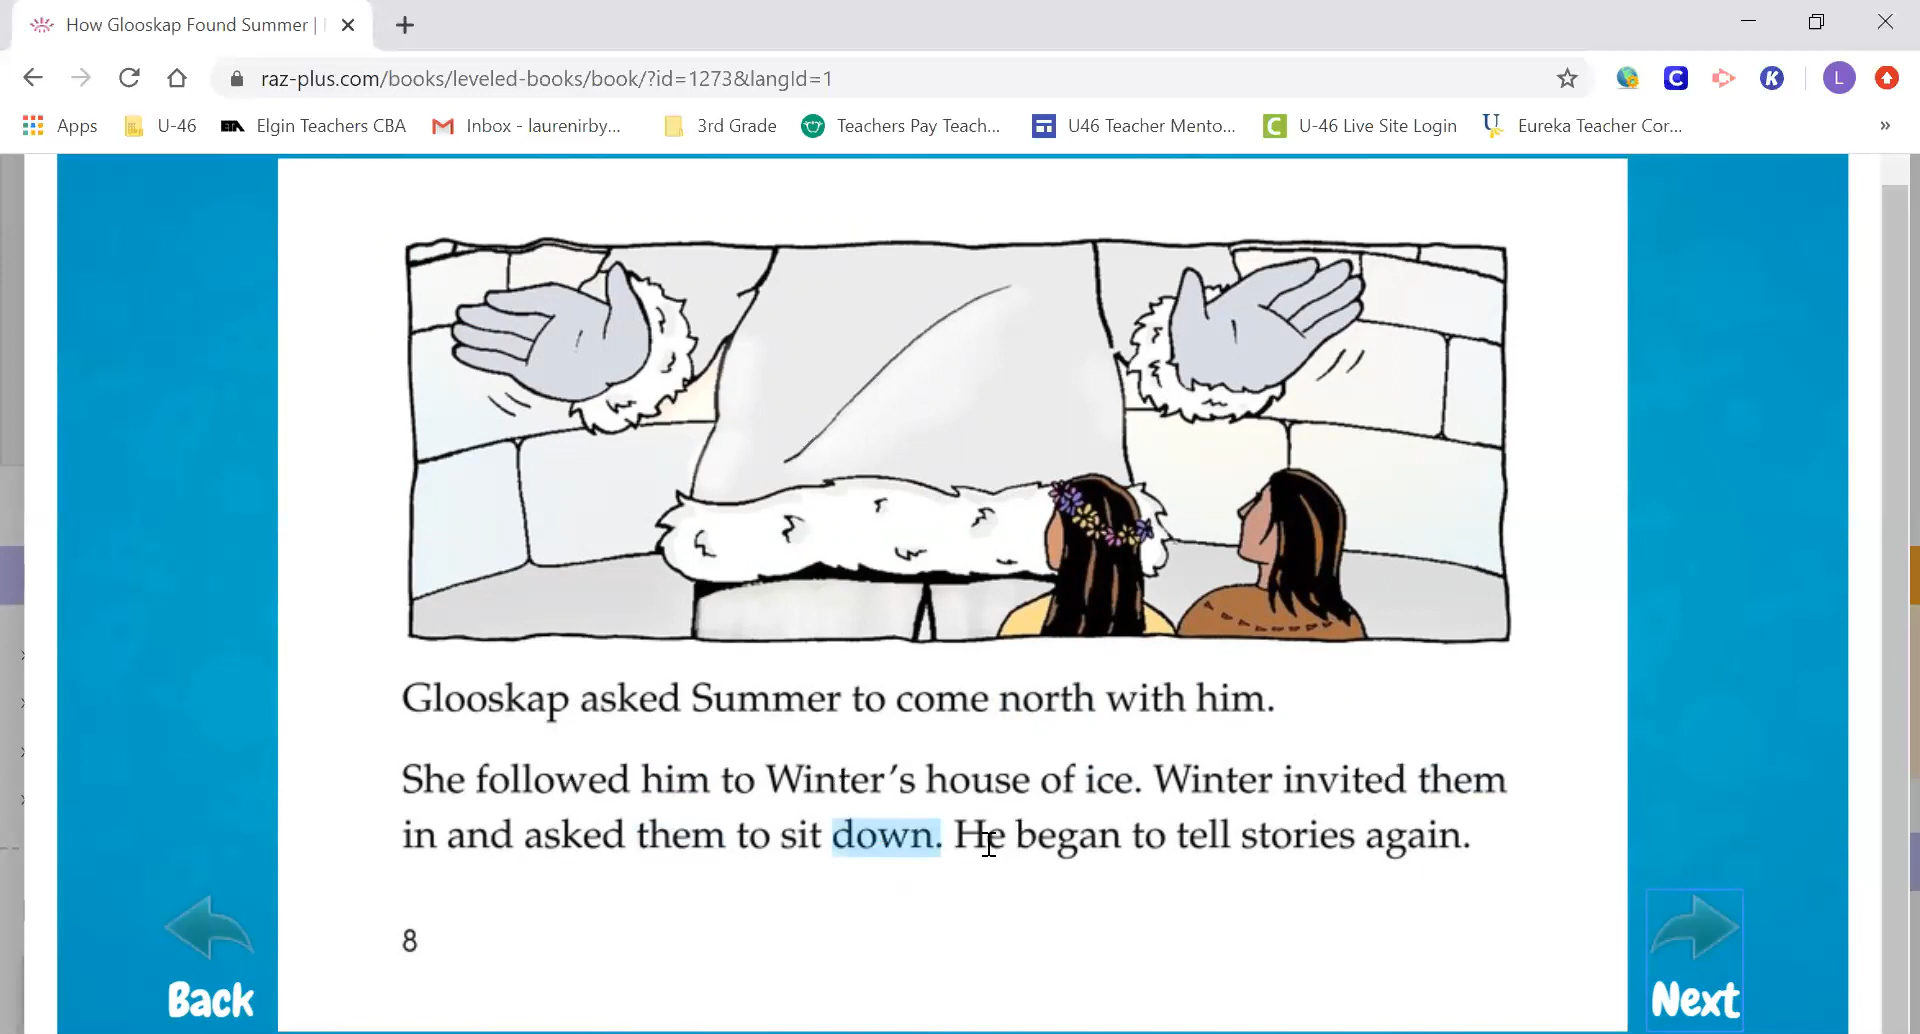 How Glooskap Found Summer |
raz-plus.com/books/leveled-books/book/?id=1273&langId=1
L
Apps U-46 ETA Elgin Teachers CBA Inbox - laurenirby... 3rd Grade Teachers Pay Teach... U46 Teacher Mento... U-46 Live Site Login Eureka Teacher Cor... »
Glooskap asked Summer to come north with him.
She followed him to Winter’s house of ice. Winter invited them
in and asked them to sit down. He began to tell stories again.
8
Back
Next